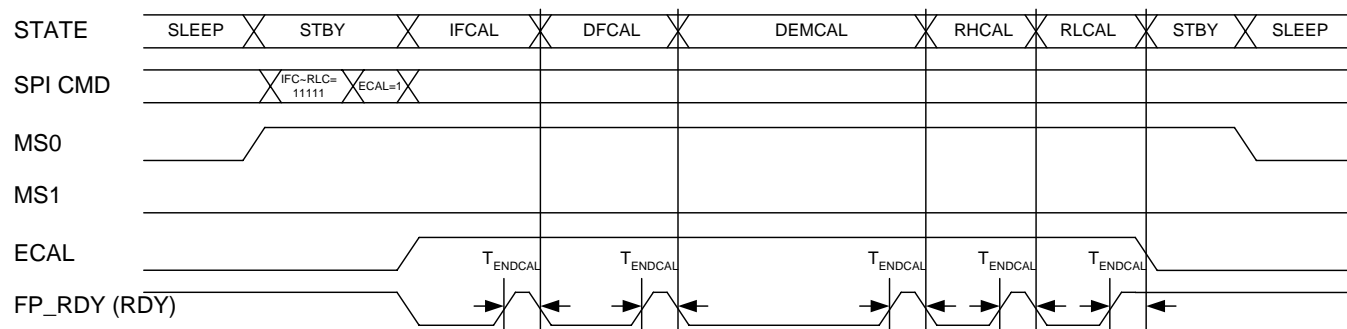 STATE SLEEP STBY IFCAL DFCAL DEMCAL RHCAL RLCAL STBY SLEEP
SPI CMD IFC~RLC= ECAL=1
11111
MS0
MS1
ECAL TENDCAL TENDCAL TENDCAL TENDCAL TENDCAL
FP_RDY (RDY)